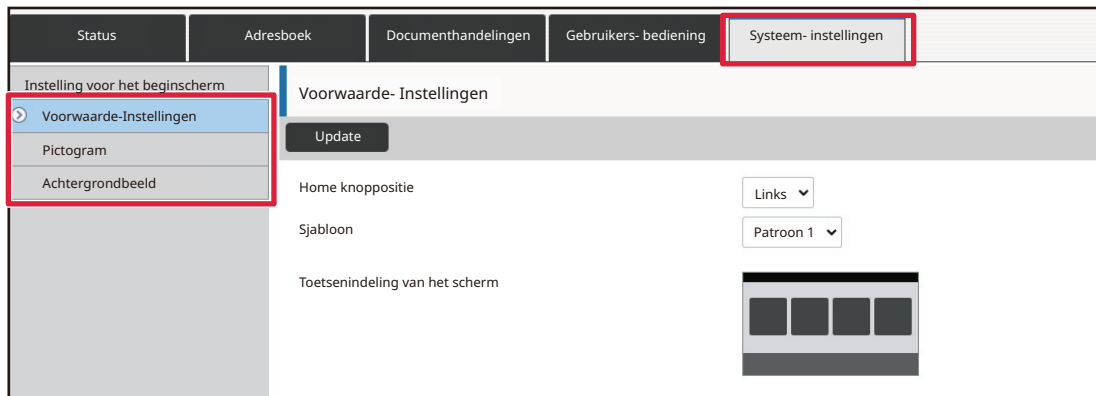 Status
Adresboek
Documenthandelingen
Gebruikers- bediening
Systeem- instellingen
Instelling voor het beginscherm
Voorwaarde-Instellingen
Pictogram
Achtergrondbeeld
Voorwaarde- Instellingen
Update
Home knoppositie
Links
Sjabloon
Patroon 1
Toetsenindeling van het scherm